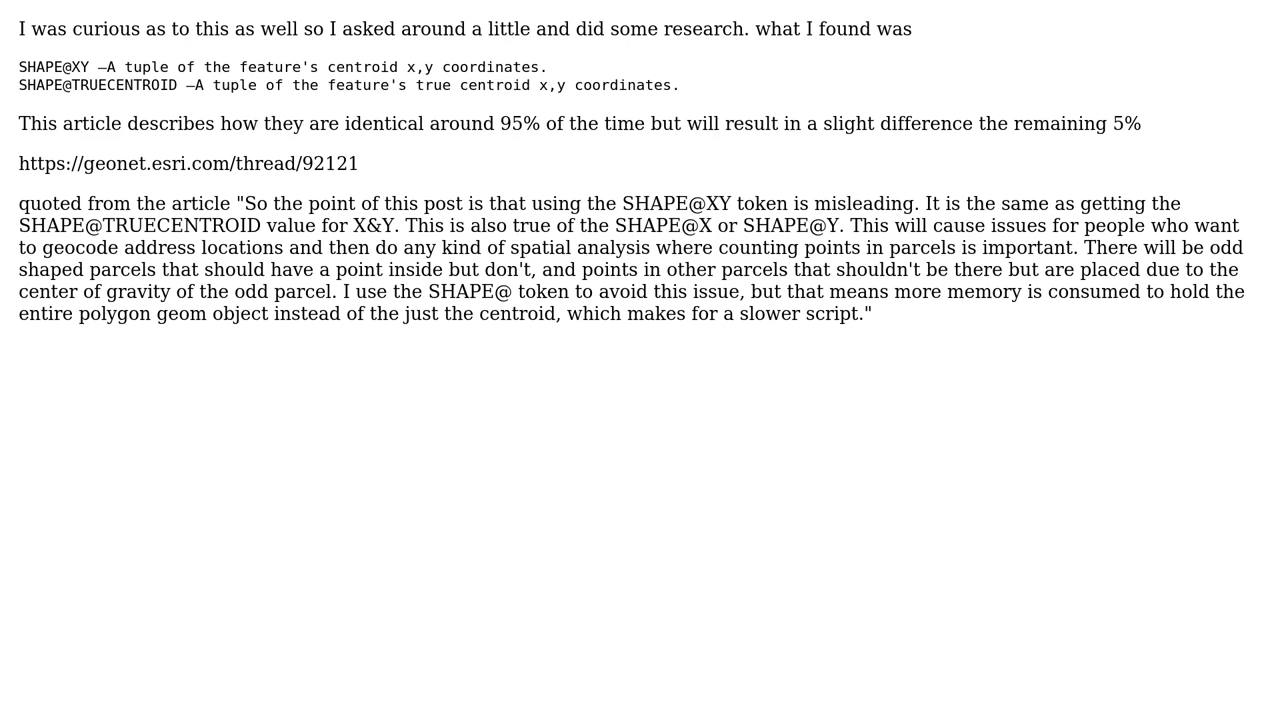 I was curious as to this as well so I asked around a little and did some research. what I found was
SHAPE@XY —A tuple of the feature's centroid x,y coordinates.
SHAPE@TRUECENTROID —A tuple of the feature's true centroid x,y coordinates.
This article describes how they are identical around 95% of the time but will result in a slight difference the remaining 5%
https://geonet.esri.com/thread/92121
quoted from the article "So the point of this post is that using the SHAPE@XY token is misleading. It is the same as getting the
SHAPE@TRUECENTROID value for X&Y. This is also true of the SHAPE@X or SHAPE@Y. This will cause issues for people who want
to geocode address locations and then do any kind of spatial analysis where counting points in parcels is important. There will be odd
shaped parcels that should have a point inside but don't, and points in other parcels that shouldn't be there but are placed due to the
center of gravity of the odd parcel. I use the SHAPE@ token to avoid this issue, but that means more memory is consumed to hold the
entire polygon geom object instead of the just the centroid, which makes for a slower script."